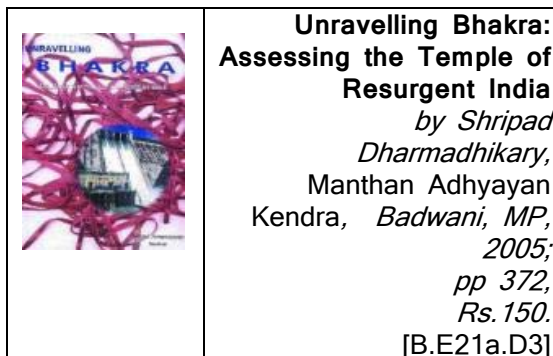 UNRAVELLING
BHAKRA
Unravelling Bhakra:
Assessing the Temple of
Resurgent India
by Shripad
Dharmadhikary,
Manthan Adhyayan
Kendra, Badwani, MP,
2005;
pp 372,
Rs.150.
[B.E21a.D3]